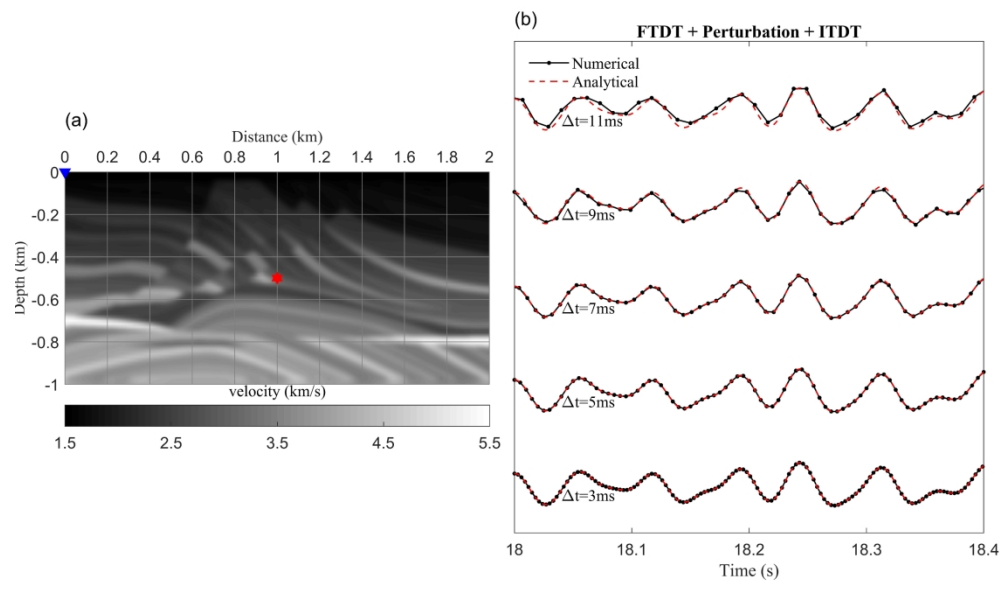 (a)
Distance (km)
0 0.2 0.4 0.6 0.8 1 1.2 1.4 1.6 1.8 2
0
-0.2
-0.4
-0.6
-0.8
-1
Depth (km)
velocity (km/s)
1.5 2.5 3.5 4.5 5.5
(b)
FTDT + Perturbation + ITDT
Numerical
Analytical
Δt=11ms
Δt=9ms
Δt=7ms
Δt=5ms
Δt=3ms
18 18.1 18.2 18.3 18.4
Time (s)